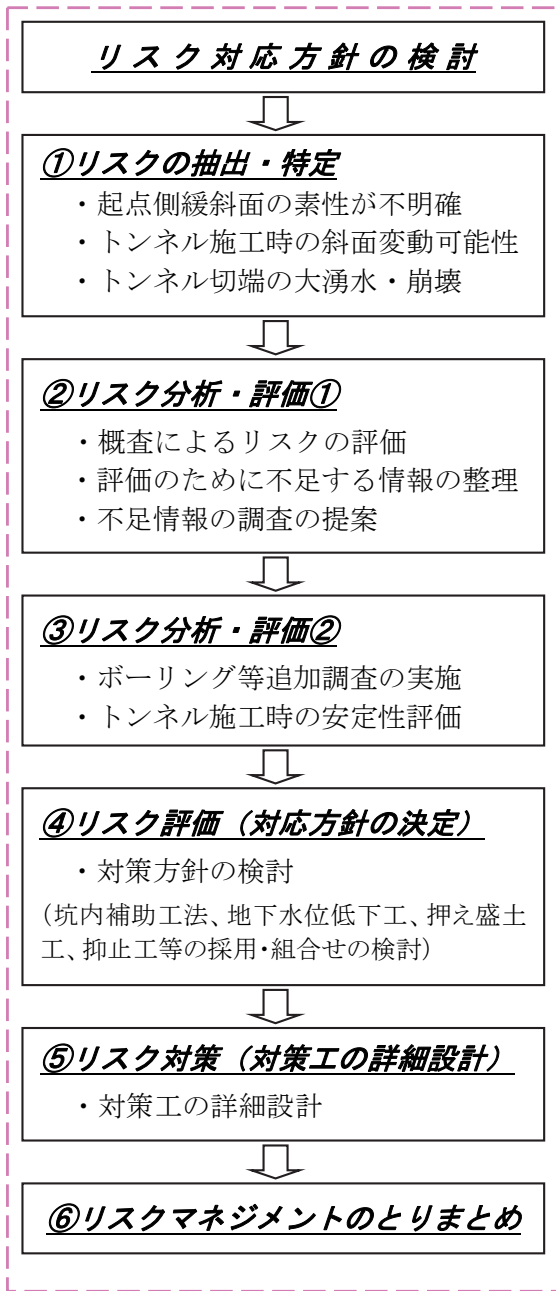 リスク対応方針の検討
①リスクの抽出・特定
・起点側緩斜面の素性が不明確
・トンネル施工時の斜面変動可能性
・トンネル切端の大湧水・崩壊
②リスク分析・評価①
・概査によるリスクの評価
・評価のために不足する情報の整理
・不足情報の調査の提案
③リスク分析・評価②
・ボーリング等追加調査の実施
・トンネル施工時の安定性評価
④リスク評価（対応方針の決定）
・対策方針の検討
(坑内補助工法、地下水位低下工、押え盛土
工、抑止工等の採用・組合せの検討)
⑤リスク対策（対策工の詳細設計）
・対策工の詳細設計
⑥リスクマネジメントのとりまとめ